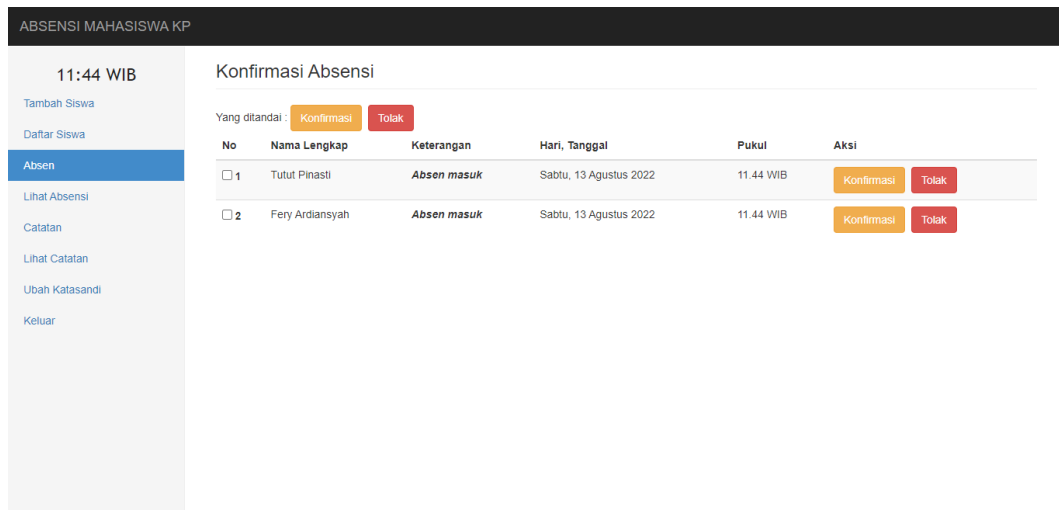 ABSENSI MAHASISWA KP
11:44 WIB
Tambah Siswa
Daftar Siswa
Absen
Lihat Absensi
Catatan
Lihat Catatan
Ubah Katasandi
Keluar
Konfirmasi Absensi
Yang ditandai : Konfirmasi Tolak
No Nama Lengkap Keterangan Hari, Tanggal Pukul Aksi
1 Tutut Pinasti Absen masuk Sabtu, 13 Agustus 2022 11.44 WIB Konfirmasi Tolak
2 Fery Ardiansyah Absen masuk Sabtu, 13 Agustus 2022 11.44 WIB Konfirmasi Tolak